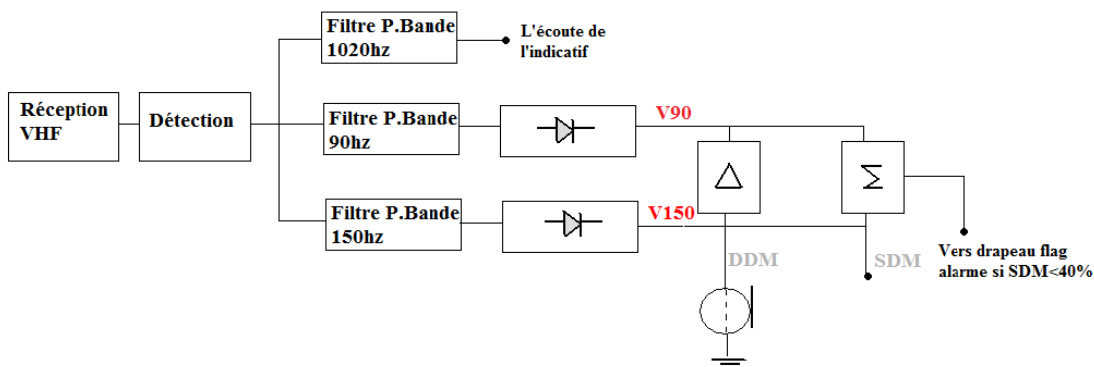 Filtre P.Bande
1020hz
L'écoute de
l'indicatif
Réception
VHF
Détection
Filtre P.Bande
90hz
V90
Δ
Σ
Filtre P.Bande
150hz
V150
DDM
SDM
Vers drapeau flag
alarme si SDM<40%